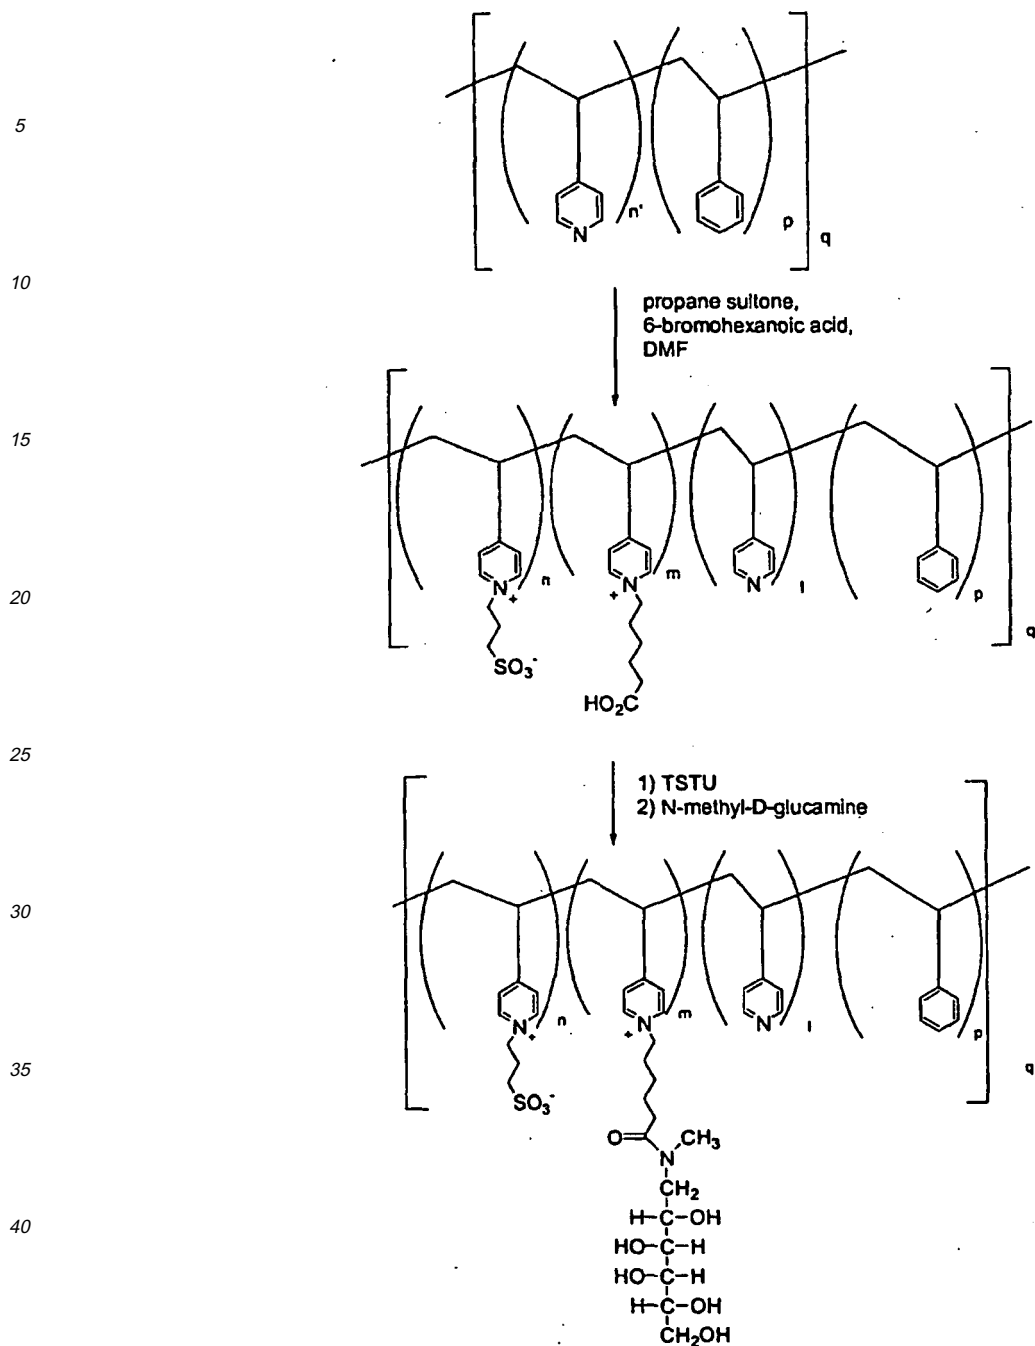 5
n'
p
q
N
10
propane sultone,
6-bromohexanoic acid,
DMF
15
n
m
l
p
q
N
+
N
+
N
20
SO3-
HO2C
25
1) TSTU
2) N-methyl-D-glucamine
30
n
m
l
p
q
N
+
N
+
N
35
SO3-
O
CH3
N
CH2
H-C-OH
40
HO-C-H
HO-C-H
H-C-OH
CH2OH